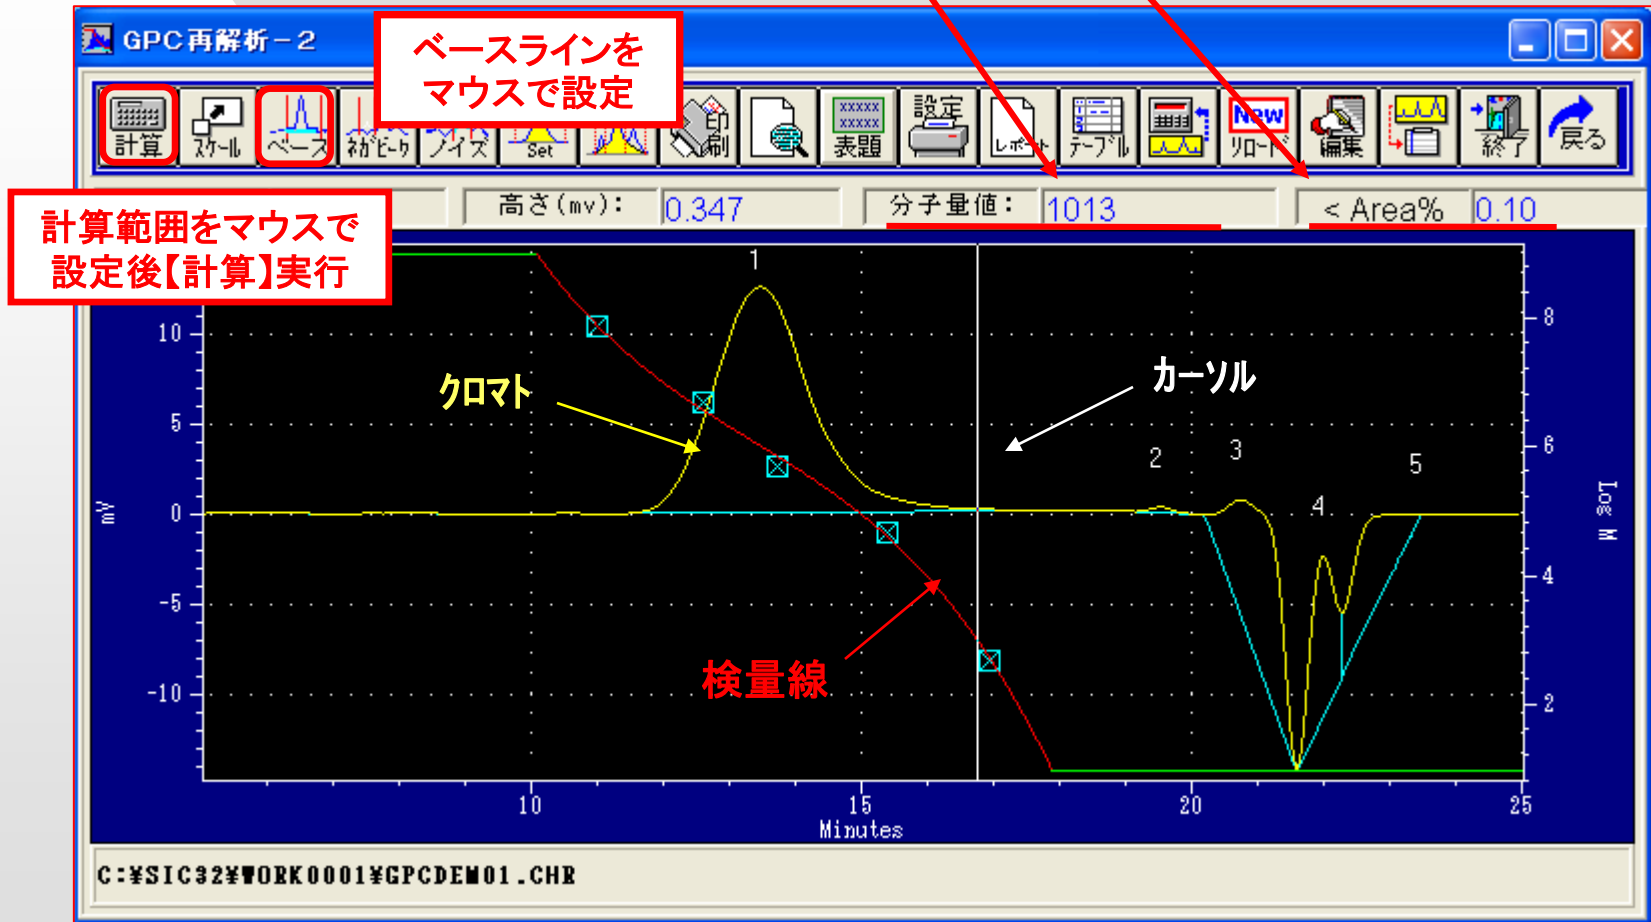 GPC再解析－2
ベースラインを
マウスで設定
計算
ｽｹｰﾙ
ベース
ﾈｶﾞﾋﾟｰｸ
ノイズ
Set
印刷
xxxxx
xxxxx
表題
設定
ﾚﾎﾟｰﾄ
ﾃｰﾌﾞﾙ
New
ﾘﾛｰﾄﾞ
編集
終了
戻る
高さ(mv):
0.347
分子量値:
1013
< Area%
0.10
計算範囲をマウスで
設定後【計算】実行
1
10
8
クロマト
カーソル
5
6
2
3
5
4
mV
0
Log M
-5
4
検量線
-10
2
10
15
20
25
Minutes
C:¥SIC32¥WORK0001¥GPCDEMO1.CHR